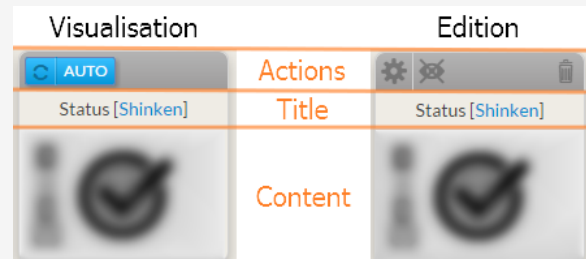 Visualisation Edition
AUTO Actions
Status [Shinken] Title Status [Shinken]
Content